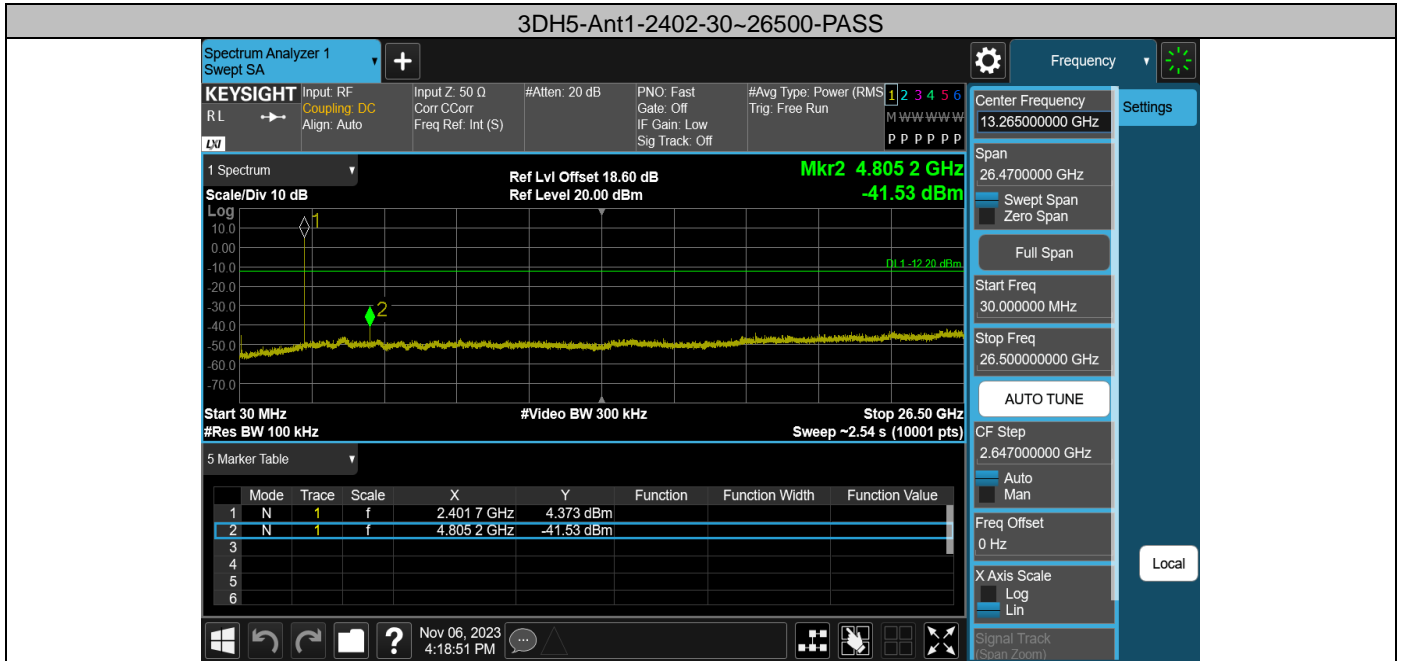 3DH5-Ant1-2402-30~26500-PASS
Spectrum Analyzer 1
Swept SA
Frequency
KEYSIGHT
R L
LXI
Input: RF
Coupling: DC
Align: Auto
Input Z: 50 Ω
Corr CCorr
Freq Ref: Int (S)
#Atten: 20 dB
PNO: Fast
Gate: Off
IF Gain: Low
Sig Track: Off
#Avg Type: Power (RMS
Trig: Free Run
1 2 3 4 5 6
M W W W W W
P P P P P P
1 Spectrum
Scale/Div 10 dB
Ref Lvl Offset 18.60 dB
Ref Level 20.00 dBm
Mkr2 4.805 2 GHz
-41.53 dBm
Log
10.0
0.00
-10.0
-20.0
-30.0
-40.0
-50.0
-60.0
-70.0
1
2
DL1 -12.20 dBm
Start 30 MHz
#Video BW 300 kHz
Stop 26.50 GHz
#Res BW 100 kHz
Sweep ~2.54 s (10001 pts)
5 Marker Table
Mode Trace Scale X Y Function Function Width Function Value
1 N 1 f 2.401 7 GHz 4.373 dBm
2 N 1 f 4.805 2 GHz -41.53 dBm
3
4
5
6
Center Frequency
13.265000000 GHz
Settings
Span
26.4700000 GHz
Swept Span
Zero Span
Full Span
Start Freq
30.000000 MHz
Stop Freq
26.500000000 GHz
AUTO TUNE
CF Step
2.647000000 GHz
Auto
Man
Freq Offset
0 Hz
X Axis Scale
Log
Lin
Signal Track
(Span Zoom)
Local
?
Nov 06, 2023
4:18:51 PM